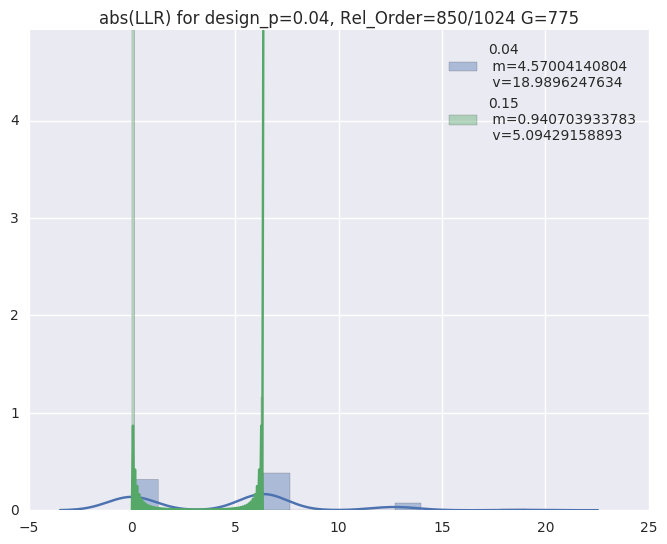 abs(LLR) for design_p=0.04, Rel_Order=850/1024 G=775
0.04
m=4.57004140804
v=18.9896247634
0.15
m=0.940703933783
v=5.09429158893
4
3
2
1
0
−5
0
5
10
15
20
25